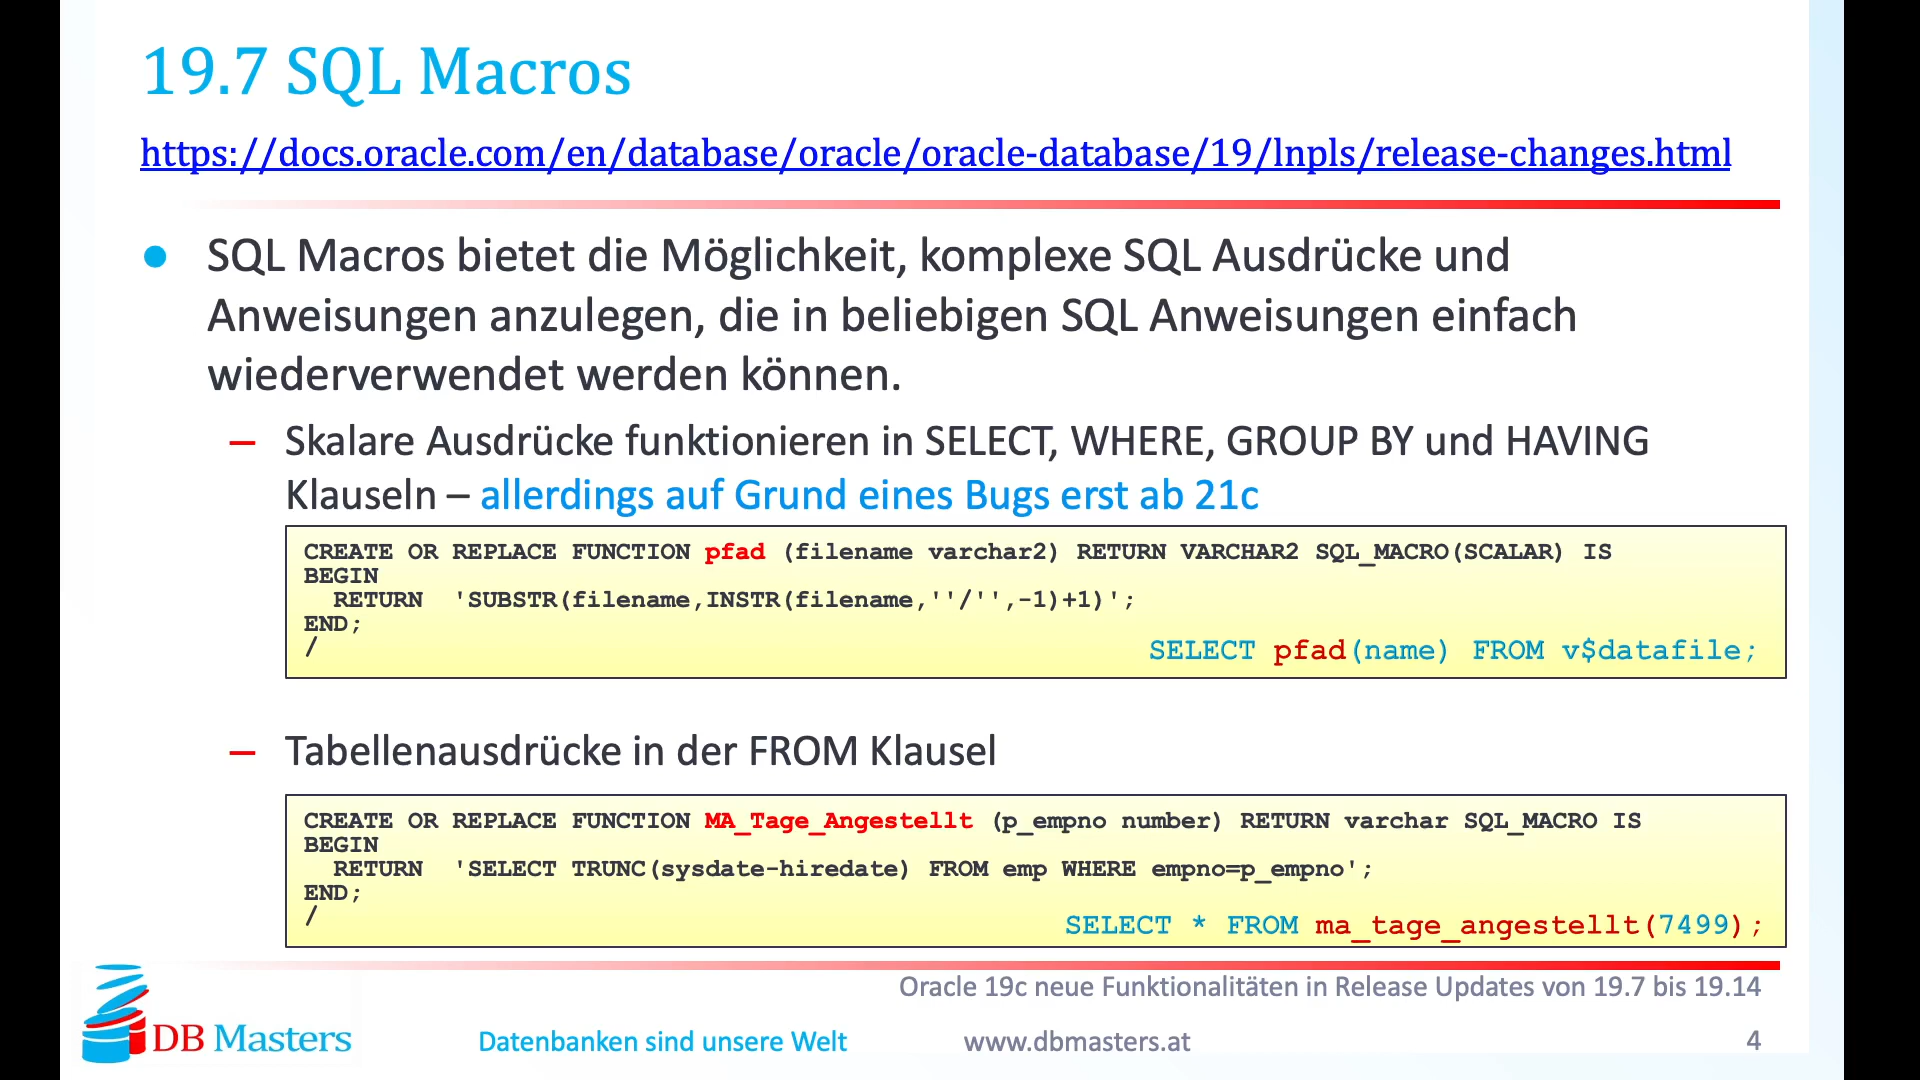 19.7 SQL Macros
https://docs.oracle.com/en/database/oracle/oracle-database/19/lnpls/release-changes.html
● SQL Macros bietet die Möglichkeit, komplexe SQL Ausdrücke und
Anweisungen anzulegen, die in beliebigen SQL Anweisungen einfach
wiederverwendet werden können.
– Skalare Ausdrücke funktionieren in SELECT, WHERE, GROUP BY und HAVING
Klauseln – allerdings auf Grund eines Bugs erst ab 21c
CREATE OR REPLACE FUNCTION pfad (filename varchar2) RETURN VARCHAR2 SQL_MACRO(SCALAR) IS
BEGIN
  RETURN  'SUBSTR(filename,INSTR(filename,''/'',-1)+1)';
END;
/
SELECT pfad(name) FROM v$datafile;
– Tabellenausdrücke in der FROM Klausel
CREATE OR REPLACE FUNCTION MA_Tage_Angestellt (p_empno number) RETURN varchar SQL_MACRO IS
BEGIN
  RETURN  'SELECT TRUNC(sysdate-hiredate) FROM emp WHERE empno=p_empno';
END;
/
SELECT * FROM ma_tage_angestellt(7499);
Oracle 19c neue Funktionalitäten in Release Updates von 19.7 bis 19.14
DB Masters
Datenbanken sind unsere Welt
www.dbmasters.at
4